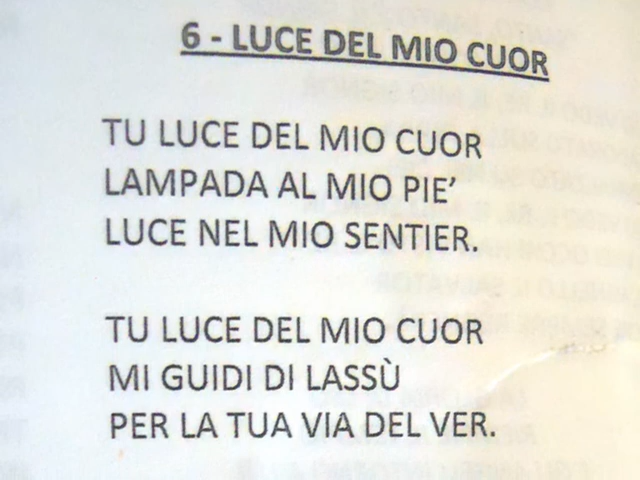 6 - LUCE DEL MIO CUOR
TU LUCE DEL MIO CUOR
LAMPADA AL MIO PIE'
LUCE NEL MIO SENTIER.
TU LUCE DEL MIO CUOR
MI GUIDI DI LASSÙ
PER LA TUA VIA DEL VER.